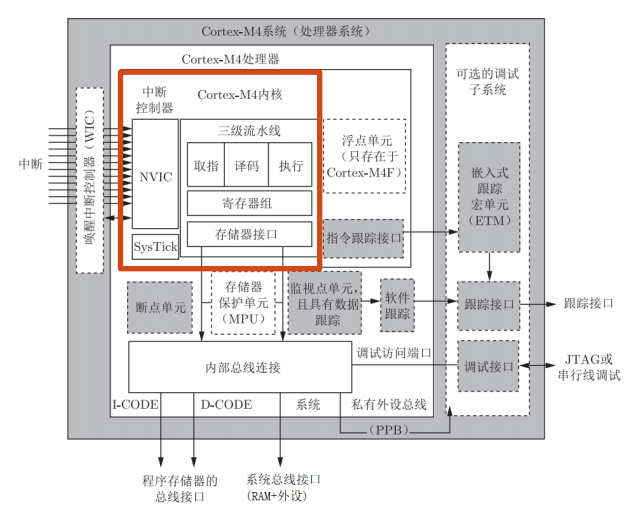 Cortex-M4系统（处理器系统）
Cortex-M4处理器
可选的调试
子系统
中断
控制器
Cortex-M4内核
三级流水线
取指
译码
执行
浮点单元
（只存在于
Cortex-M4F）
中断
唤醒中断控制器（WIC）
NVIC
寄存器组
嵌入式
跟踪
宏单元
（ETM）
SysTick
存储器接口
指令跟踪接口
断点单元
存储器
保护单元
（MPU）
监视点单元，
且具有数据
跟踪
软件
跟踪
跟踪接口
跟踪接口
内部总线连接
调试访问端口
调试接口
JTAG或
串行线调试
I-CODE
D-CODE
系统
私有外设总线
（PPB）
程序存储器的
总线接口
系统总线接口
(RAM+外设)